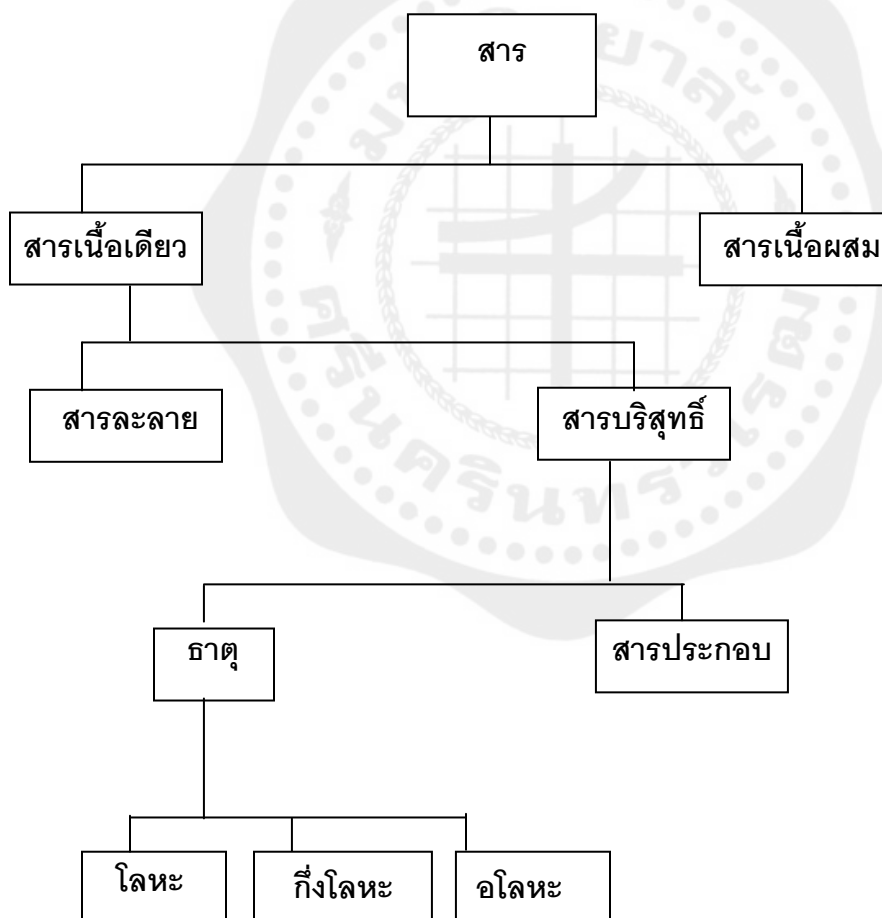 สาร
สารเนื้อเดียว
สารเนื้อผสม
สารละลาย
สารบริสุทธิ์
ธาตุ
สารประกอบ
โลหะ
กึ่งโลหะ
อโลหะ